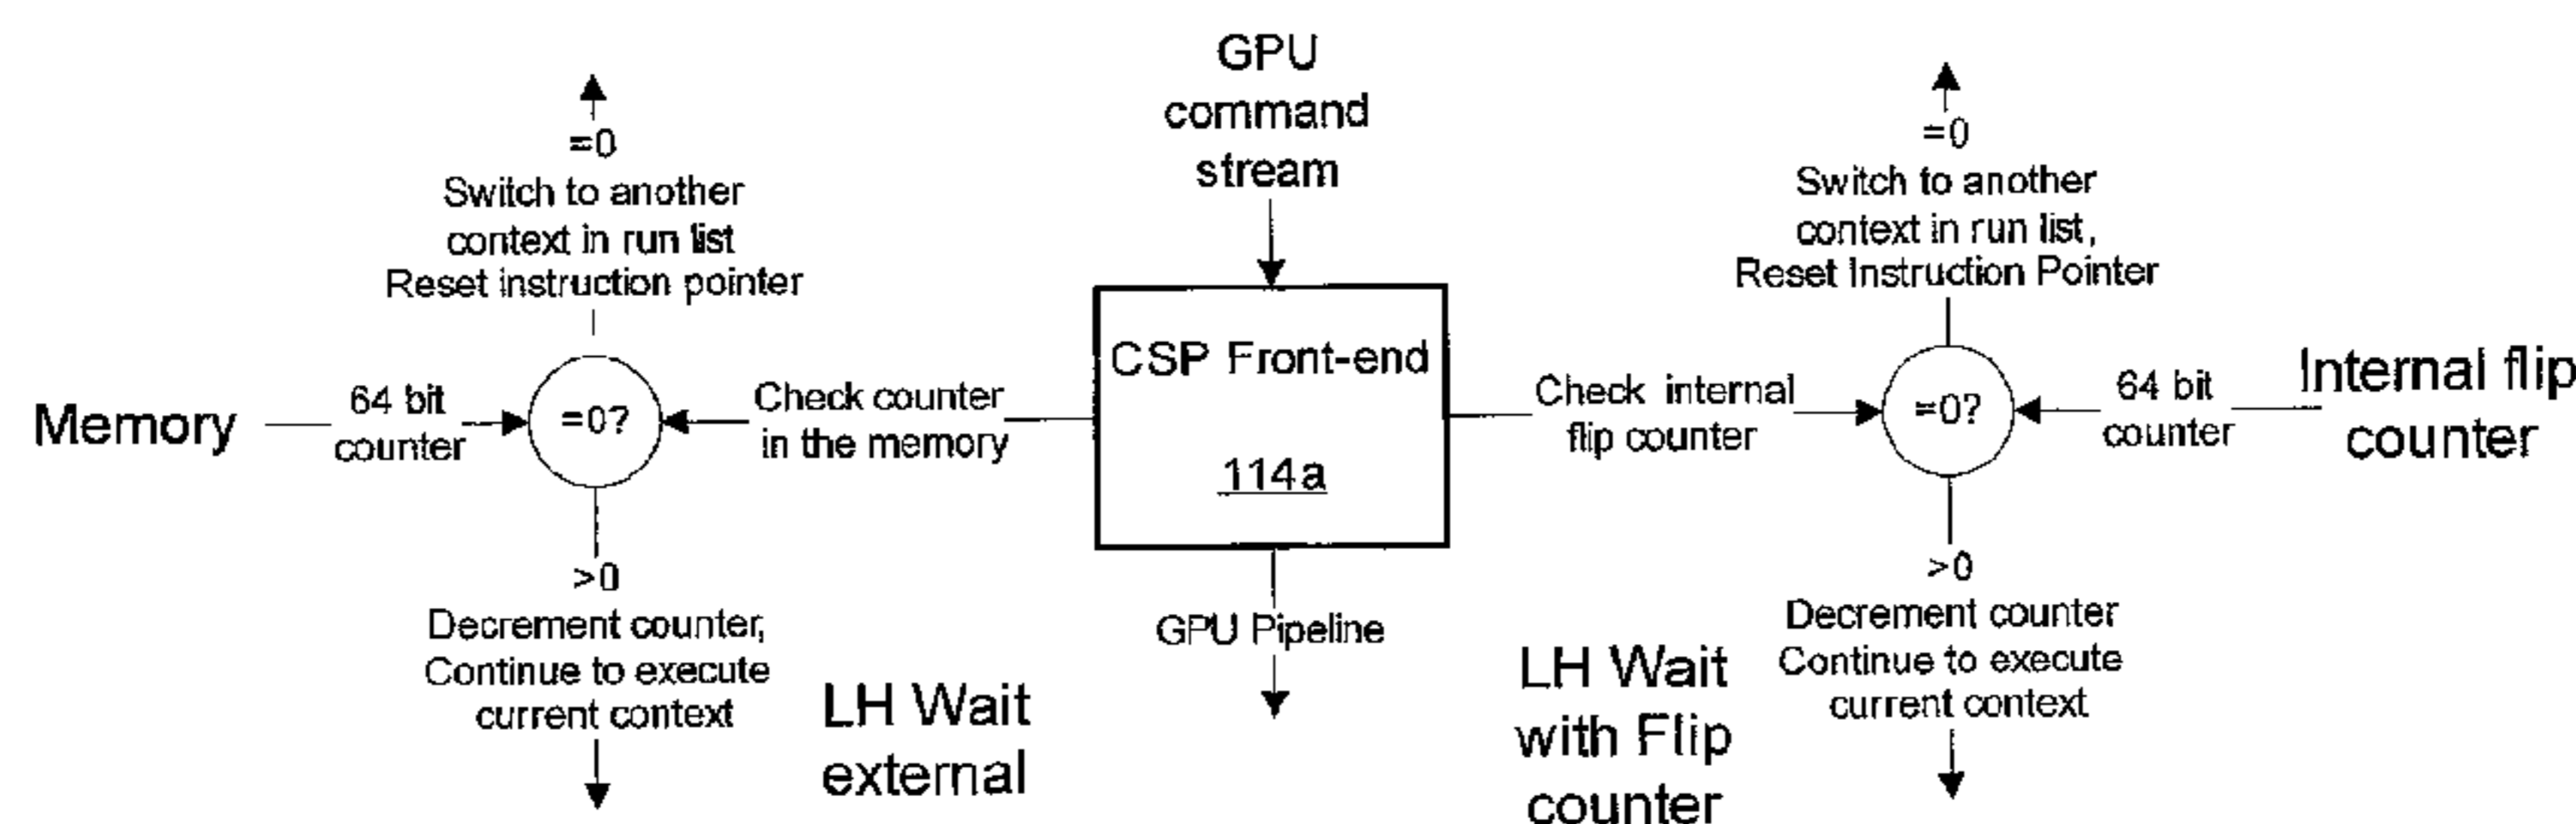 GPU
command
stream
=0
Switch to another
context in run list
Reset instruction pointer
=0
Switch to another
context in run list,
Reset Instruction Pointer
Memory
64 bit
counter
=0?
Check counter
in the memory
CSP Front-end
114a
Check internal
flip counter
=0?
64 bit
counter
Internal flip
counter
>0
Decrement counter,
Continue to execute
current context
LH Wait
external
GPU Pipeline
LH Wait
with Flip
counter
>0
Decrement counter
Continue to execute
current context